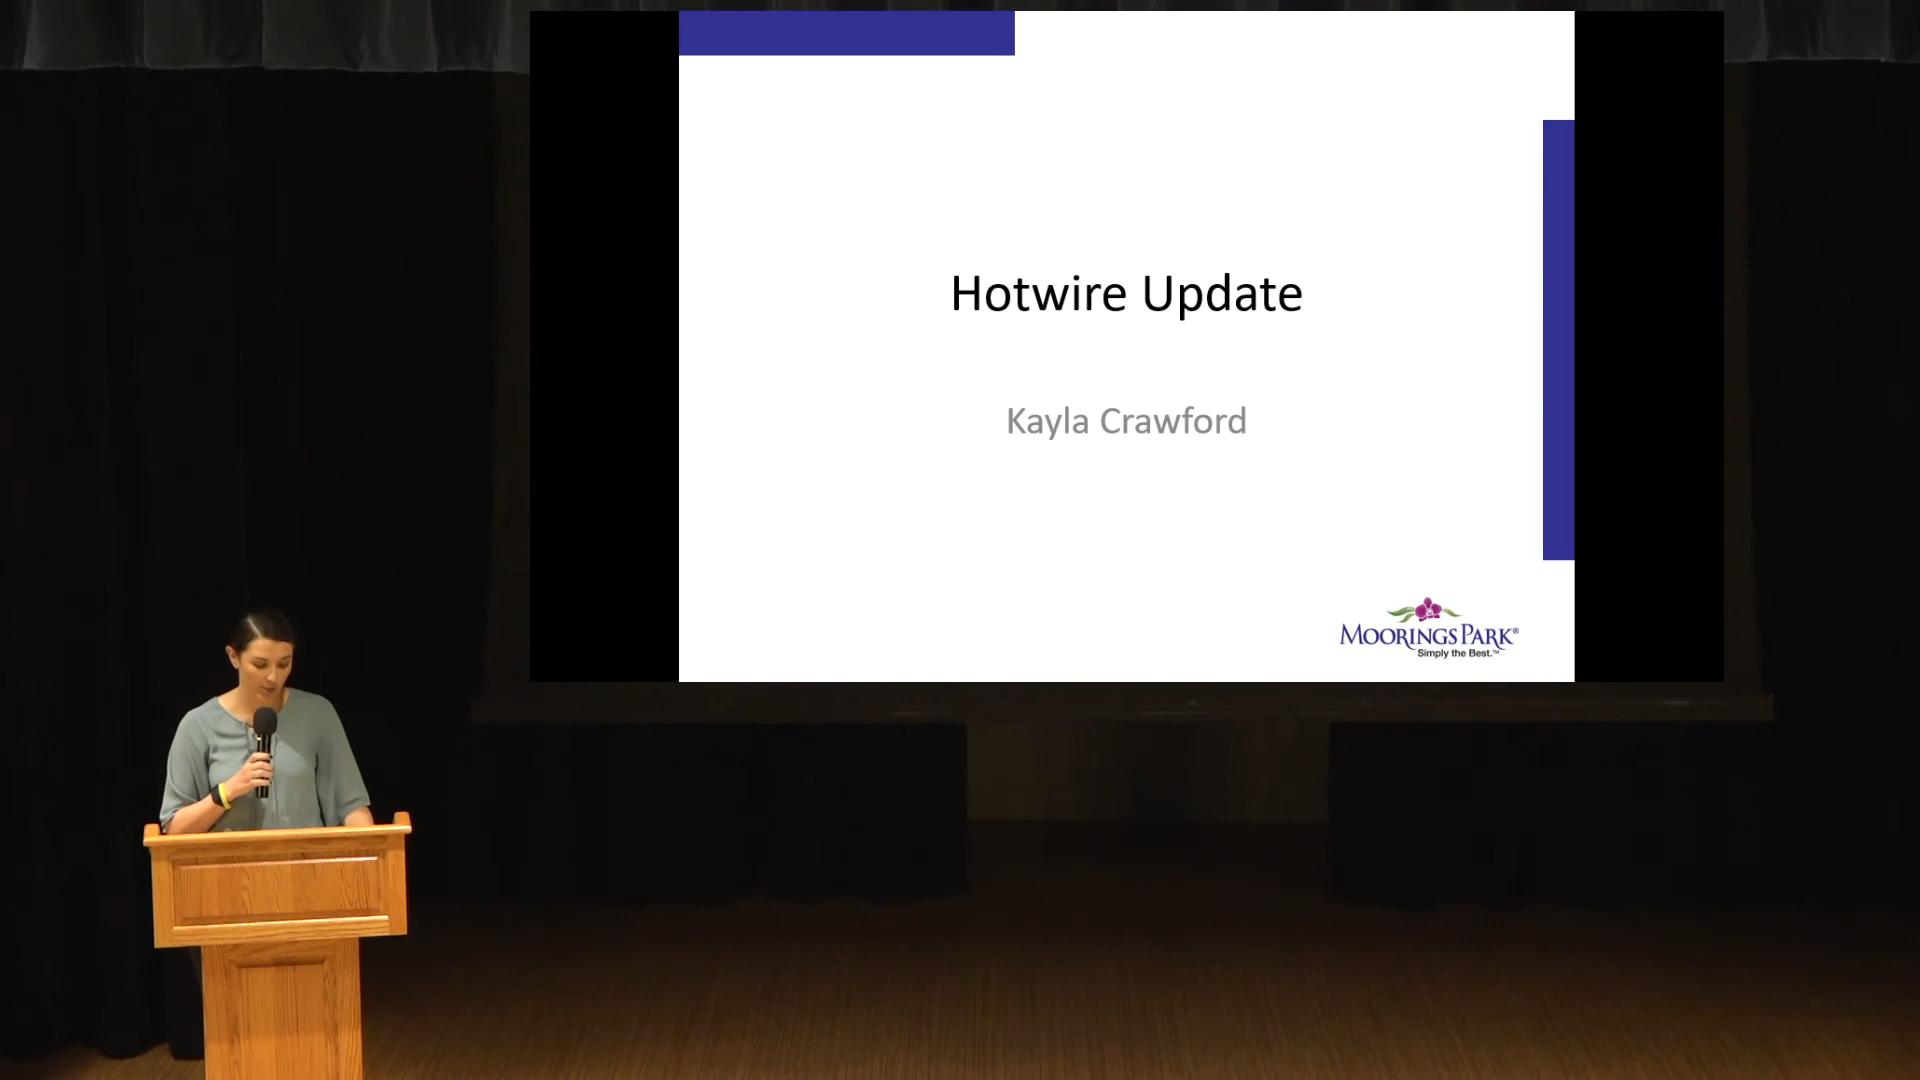 Hotwire Update
Kayla Crawford
MOORINGS PARK®
Simply the Best.™